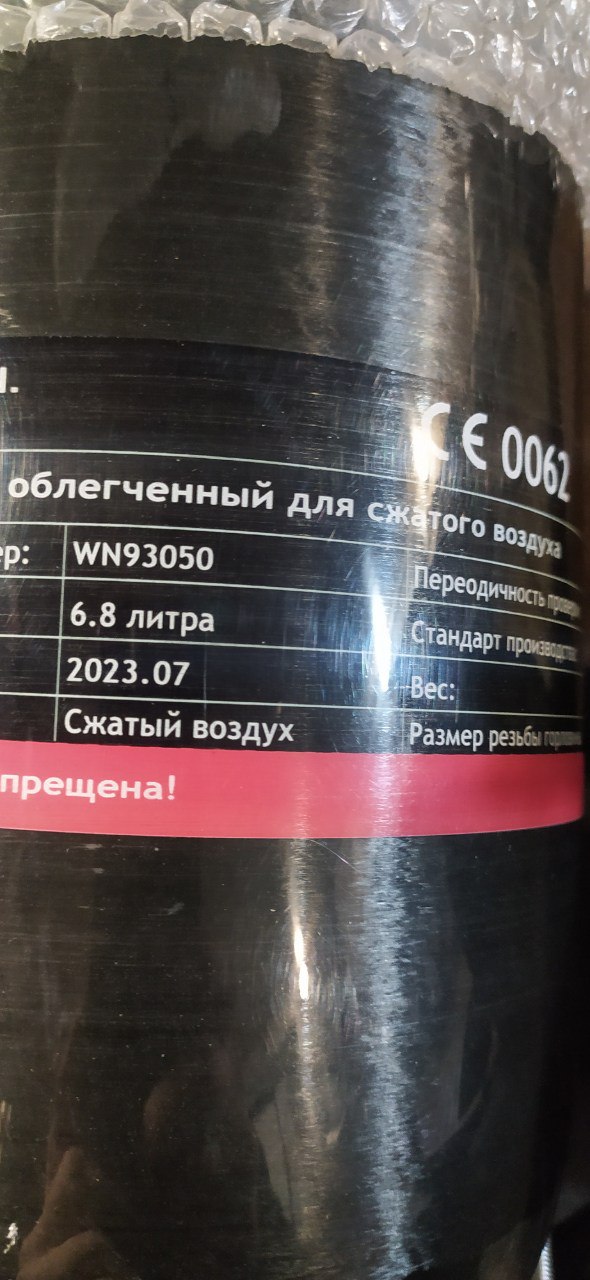 CE 0062
облегченный для сжатого воздуха
WN93050
Переодичность
6.8 литра
Стандарт производства:
2023.07
Вес:
Сжатый воздух
Размер резьбы
прещена!